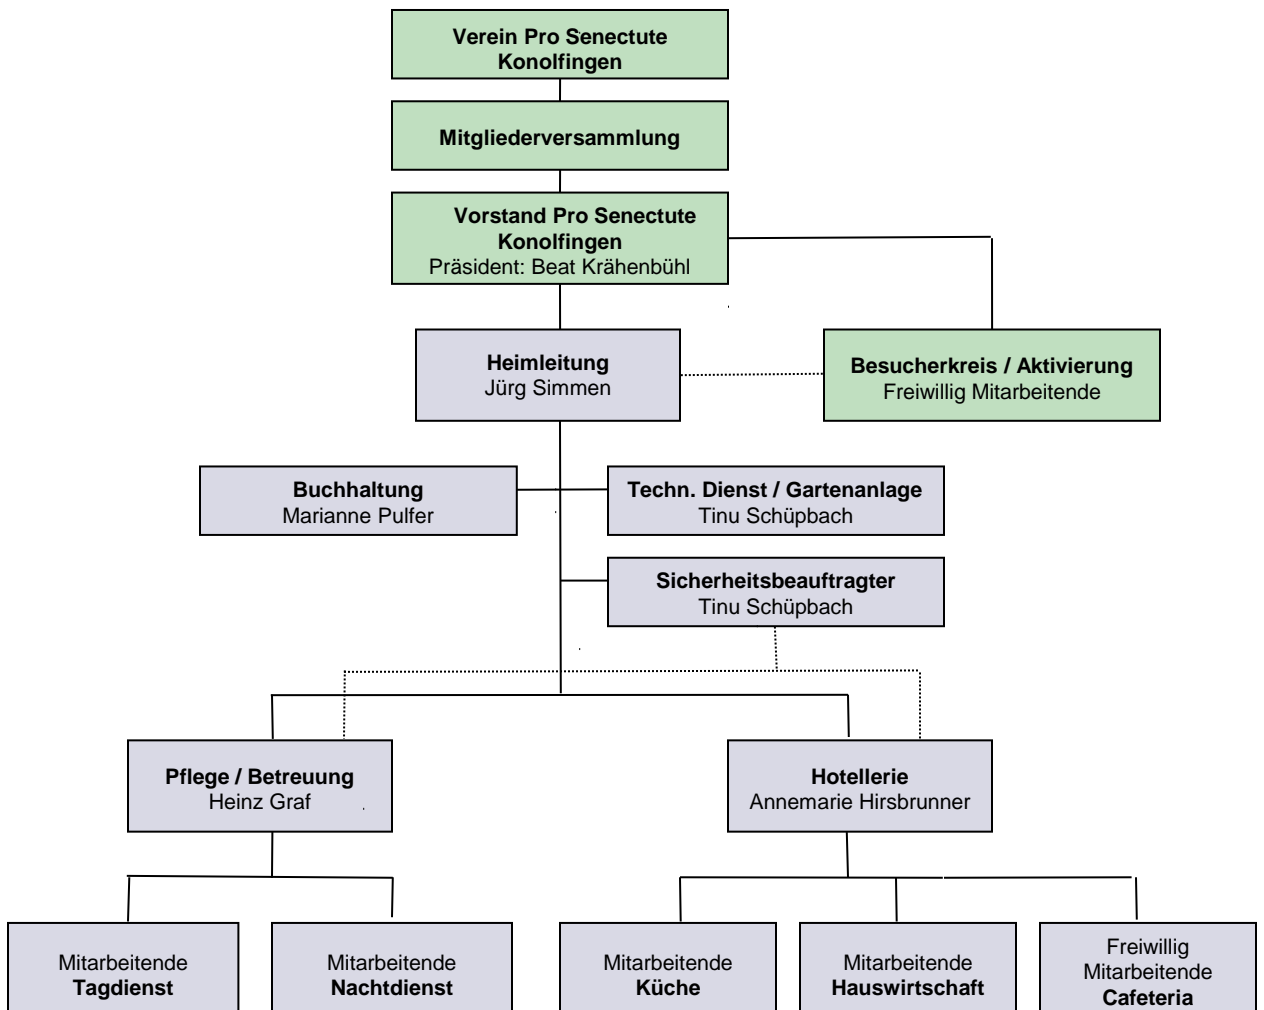 Verein Pro Senectute
Konolfingen
Mitgliederversammlung
Vorstand Pro Senectute
Konolfingen
Präsident: Beat Krähenbühl
Heimleitung
Jürg Simmen
Besucherkreis / Aktivierung
Freiwillig Mitarbeitende
Buchhaltung
Marianne Pulfer
Techn. Dienst / Gartenanlage
Tinu Schüpbach
Sicherheitsbeauftragter
Tinu Schüpbach
Pflege / Betreuung
Heinz Graf
Hotellerie
Annemarie Hirsbrunner
Mitarbeitende
Tagdienst
Mitarbeitende
Nachtdienst
Mitarbeitende
Küche
Mitarbeitende
Hauswirtschaft
Freiwillig
Mitarbeitende
Cafeteria